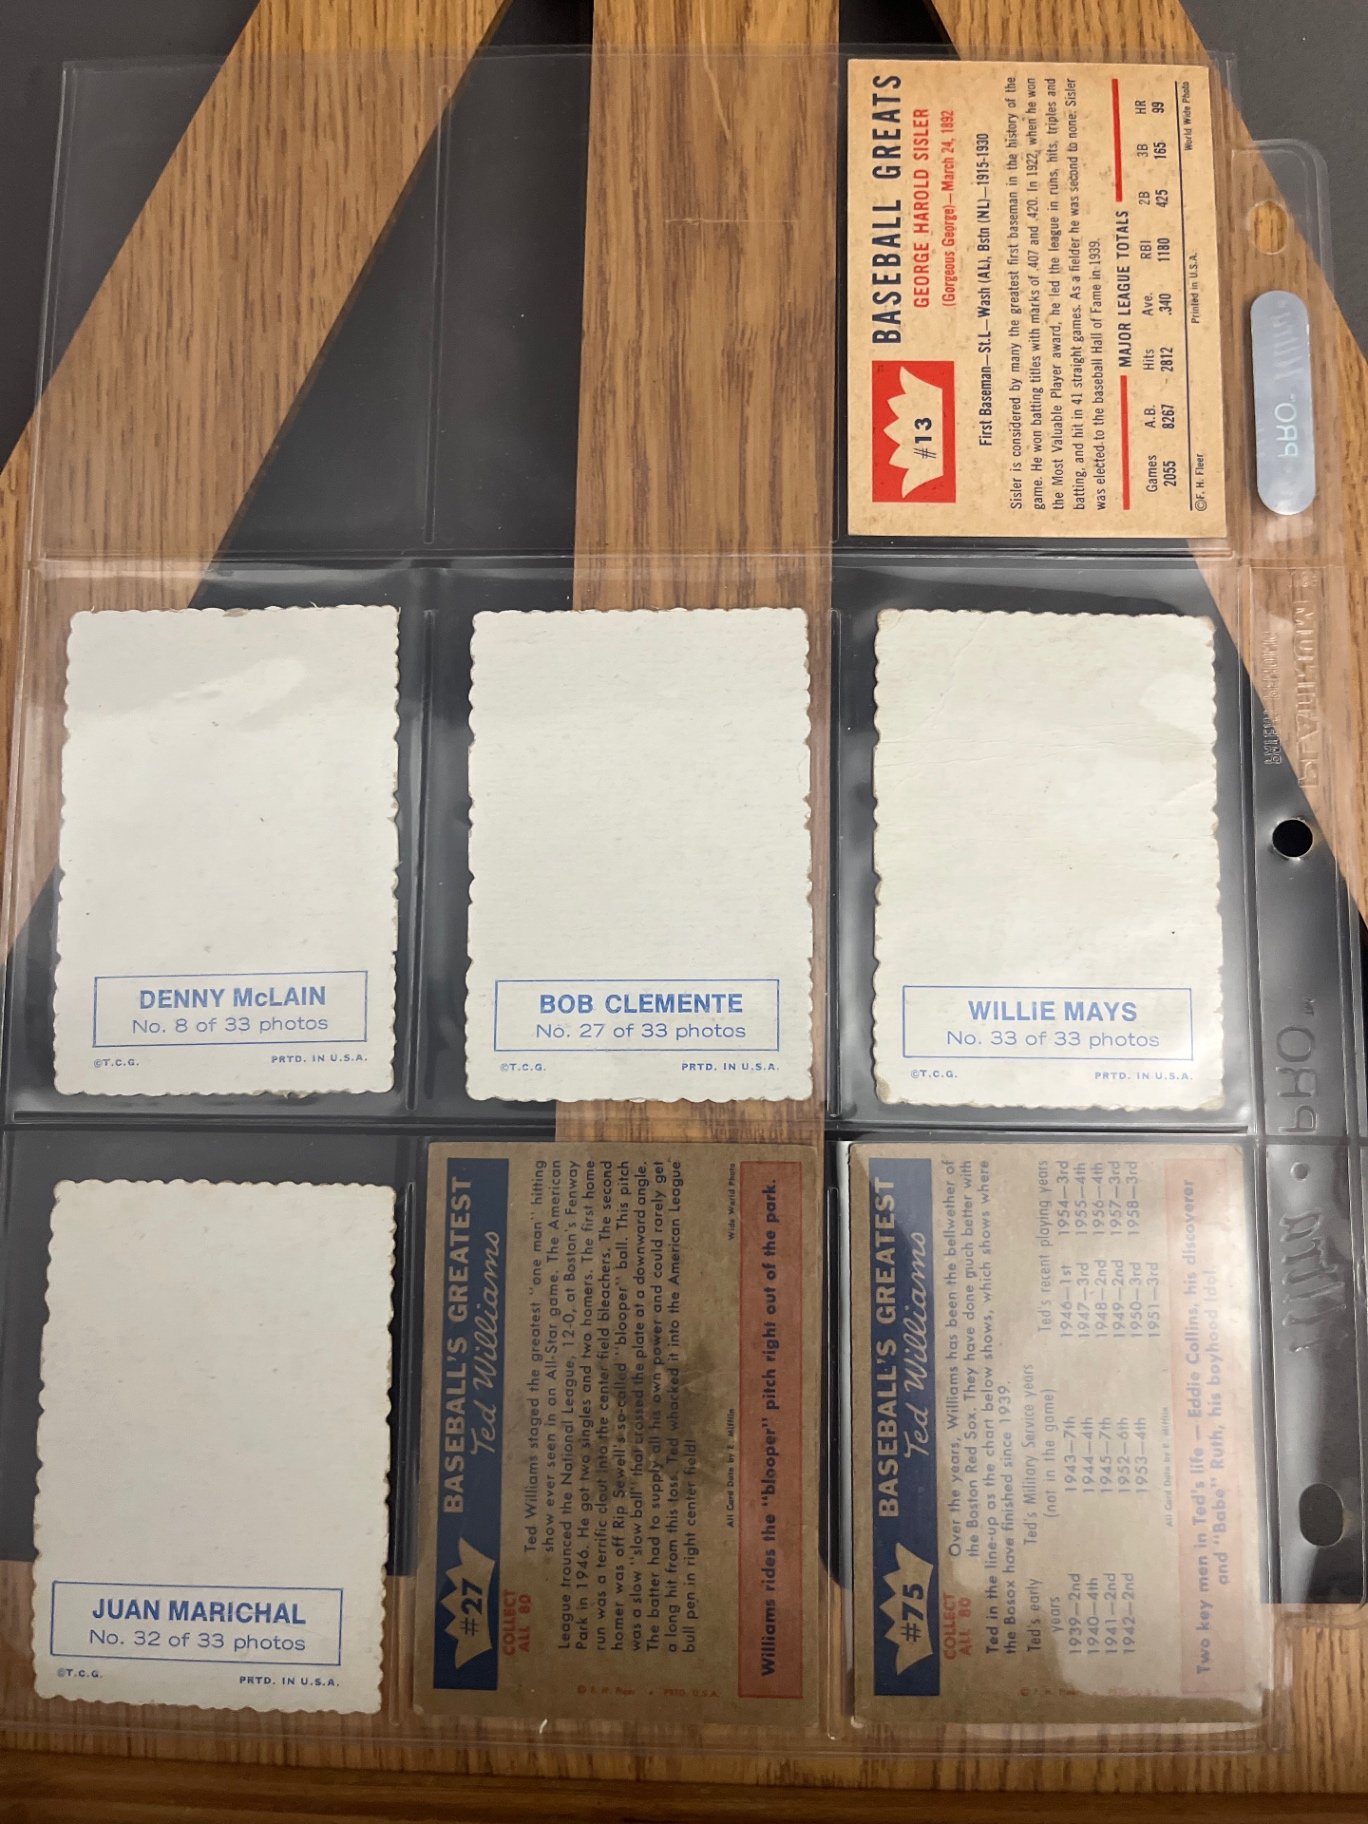 BASEBALL GREATS
GEORGE HAROLD SISLER
(Gorgeous George)—March 24, 1892
#13
First Baseman—St.L—Wash (AL), Bstn (NL)—1915-1930
Sisler is considered by many the greatest first baseman in the history of the
game. He won batting titles with marks of .407 and .420. In 1922, when he won
the Most Valuable Player award, he led the league in runs, hits, triples and
batting, and hit in 41 straight games. As a fielder he was second to none. Sisler
was elected to the baseball Hall of Fame in 1939.
MAJOR LEAGUE TOTALS
Games A.B. Hits Ave. RBI 2B 3B HR
2055 8267 2812 .340 1180 425 165 99
©F. H. Fleer Printed in U.S.A. World Wide Photo
DENNY McLAIN
No. 8 of 33 photos
©T.C.G. PRTD. IN U.S.A.
BOB CLEMENTE
No. 27 of 33 photos
©T.C.G. PRTD. IN U.S.A.
WILLIE MAYS
No. 33 of 33 photos
©T.C.G. PRTD. IN U.S.A.
JUAN MARICHAL
No. 32 of 33 photos
©T.C.G. PRTD. IN U.S.A.
BASEBALL'S GREATEST
Ted Williams
#27
COLLECT
ALL 80
Ted Williams staged the greatest "one man" hitting
show ever seen in an All-Star game. The American
League trounced the National League, 12-0, at Boston's Fenway
Park in 1946. He got two singles and two homers. The first home
run was a terrific clout into the center field bleachers. The second
homer was off Rip Sewell's so-called "blooper" ball. This pitch
was a slow "slow ball" that crossed the plate at a downward angle.
The batter had to supply all his own power and could rarely get
a long hit from this toss. Ted whacked it into the American League
bull pen in right center field!
All Card Data by E. Mifflin Wide World Photo
Williams rides the "blooper" pitch right out of the park.
PRTD. U.S.A.
BASEBALL'S GREATEST
Ted Williams
#75
COLLECT
ALL 80
Over the years, Williams has been the bellwether of
the Boston Red Sox. They have done much better with
Ted in the line-up as the chart below shows, which shows where
the Bosox have finished since 1939.
Ted's early years Ted's Military Service years (not in the game) Ted's recent playing years
1939—2nd 1943—7th 1946—1st 1954—3rd
1940—4th 1944—4th 1947—3rd 1955—4th
1941—2nd 1945—7th 1948—2nd 1956—4th
1942—2nd 1952—6th 1949—2nd 1957—3rd
1953—4th 1950—3rd 1958—3rd
1951—3rd
All Card Data by E. Mifflin
Two key men in Ted's life — Eddie Collins, his discoverer
and "Babe" Ruth, his boyhood idol.
ULTRA • PRO
PLATINUM
PRO